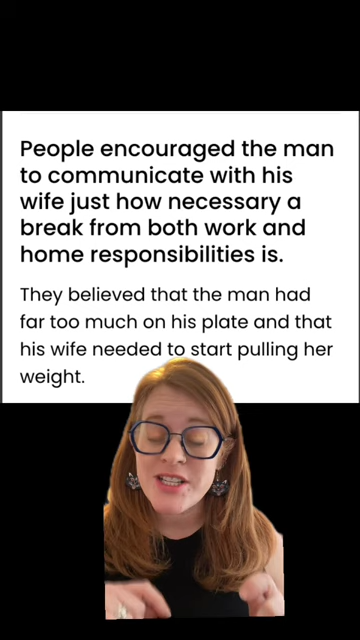 People encouraged the man
to communicate with his
wife just how necessary a
break from both work and
home responsibilities is.
They believed that the man had
far too much on his plate and that
his wife needed to start pulling her
weight.